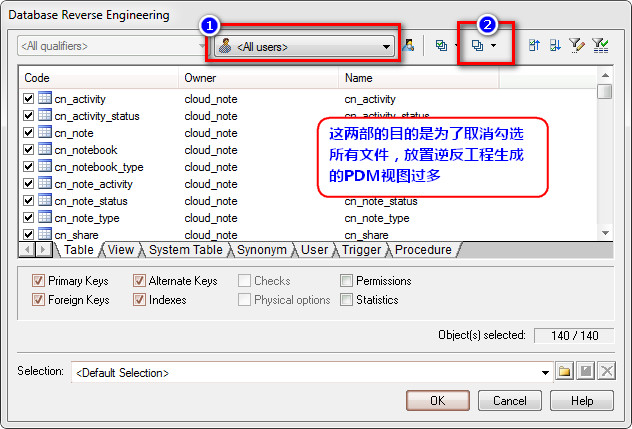 Database Reverse Engineering
1
2
<All qualifiers>
<All users>
Code Owner Name
cn_activity cloud_note cn_activity
cn_activity_status cloud_note cn_activity_status
cn_note cloud_note
cn_notebook cloud_note
cn_notebook_type cloud_note
cn_note_activity cloud_note
cn_note_status cloud_note cn_note_status
cn_note_type cloud_note cn_note_type
cn_share cloud_note cn_share
这两部的目的是为了取消勾选
所有文件，放置逆反工程生成
的PDM视图过多
Table View System Table Synonym User Trigger Procedure
Primary Keys Alternate Keys Checks Permissions
Foreign Keys Indexes Physical options Statistics
Object(s) selected: 140 / 140
Selection: <Default Selection>
OK Cancel Help